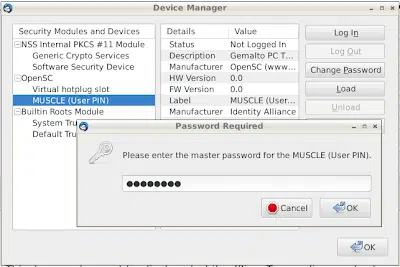 Device Manager
Security Modules and Devices
NSS Internal PKCS #11 Module
Generic Crypto Services
Software Security Device
OpenSC
Virtual hotplug slot
MUSCLE (User PIN)
Builtin Roots Module
System Tru
Default Tru
Details Value
Status Not Logged In
Description Gemalto PC T...
Manufacturer OpenSC (www...
HW Version 0.0
FW Version 0.0
Label MUSCLE (User...
Manufacturer Identity Alliance
Log In
Log Out
Change Password
Load
Unload
Password Required
Please enter the master password for the MUSCLE (User PIN).
Cancel
OK
OK